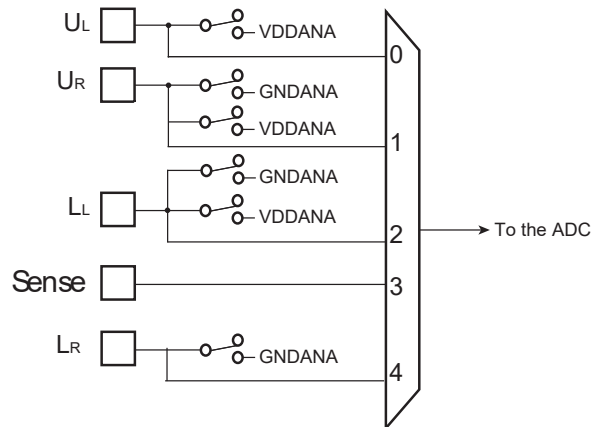 UL
VDDANA
0
UR
GNDANA
VDDANA
1
GNDANA
LL
VDDANA
2
To the ADC
Sense
3
LR
GNDANA
4